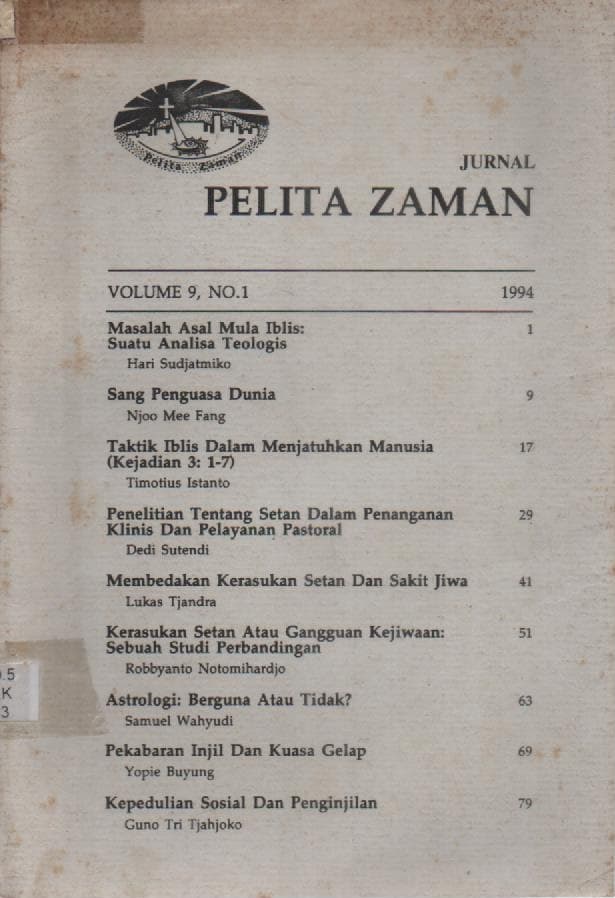 Pelita Zaman
JURNAL
PELITA ZAMAN
VOLUME 9, NO.1 1994
Masalah Asal Mula Iblis: 1
Suatu Analisa Teologis
Hari Sudjatmiko
Sang Penguasa Dunia 9
Njoo Mee Fang
Taktik Iblis Dalam Menjatuhkan Manusia 17
(Kejadian 3: 1-7)
Timotius Istanto
Penelitian Tentang Setan Dalam Penanganan 29
Klinis Dan Pelayanan Pastoral
Dedi Sutendi
Membedakan Kerasukan Setan Dan Sakit Jiwa 41
Lukas Tjandra
Kerasukan Setan Atau Gangguan Kejiwaan: 51
Sebuah Studi Perbandingan
Robbyanto Notomihardjo
.5
K
3
Astrologi: Berguna Atau Tidak? 63
Samuel Wahyudi
Pekabaran Injil Dan Kuasa Gelap 69
Yopie Buyung
Kepedulian Sosial Dan Penginjilan 79
Guno Tri Tjahjoko